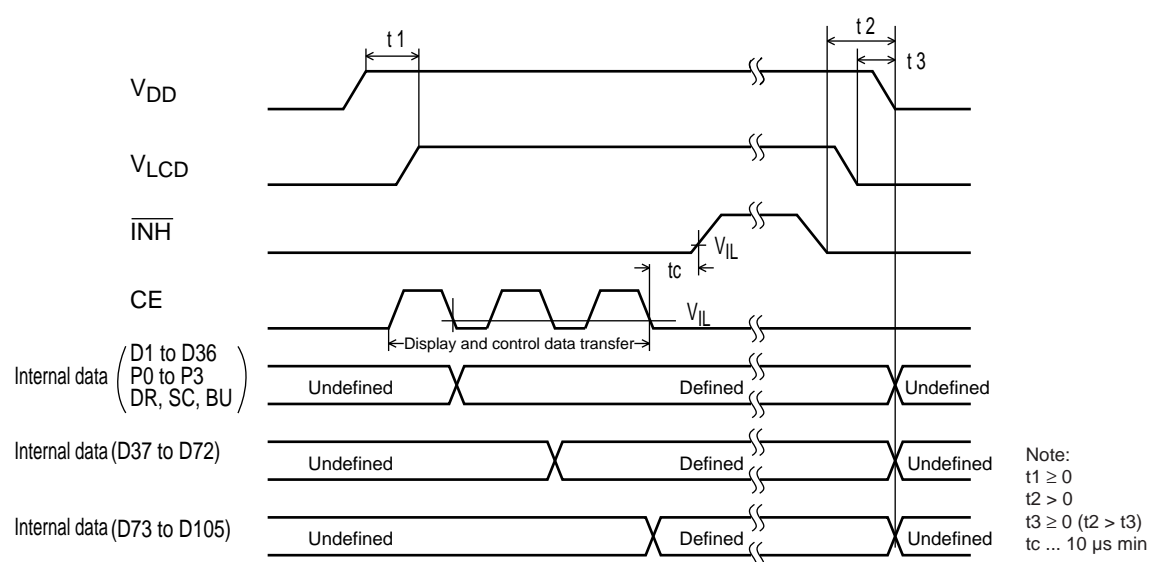 t1
t2
t3
VDD
VLCD
INH
VIL
tc
CE
VIL
Display and control data transfer
Internal data (D1 to D36
P0 to P3
DR, SC, BU)
Undefined
Defined
Undefined
Internal data (D37 to D72)
Undefined
Defined
Undefined
Internal data (D73 to D105)
Undefined
Defined
Undefined
Note:
t1 ≥ 0
t2 > 0
t3 ≥ 0 (t2 > t3)
tc ... 10 µs min